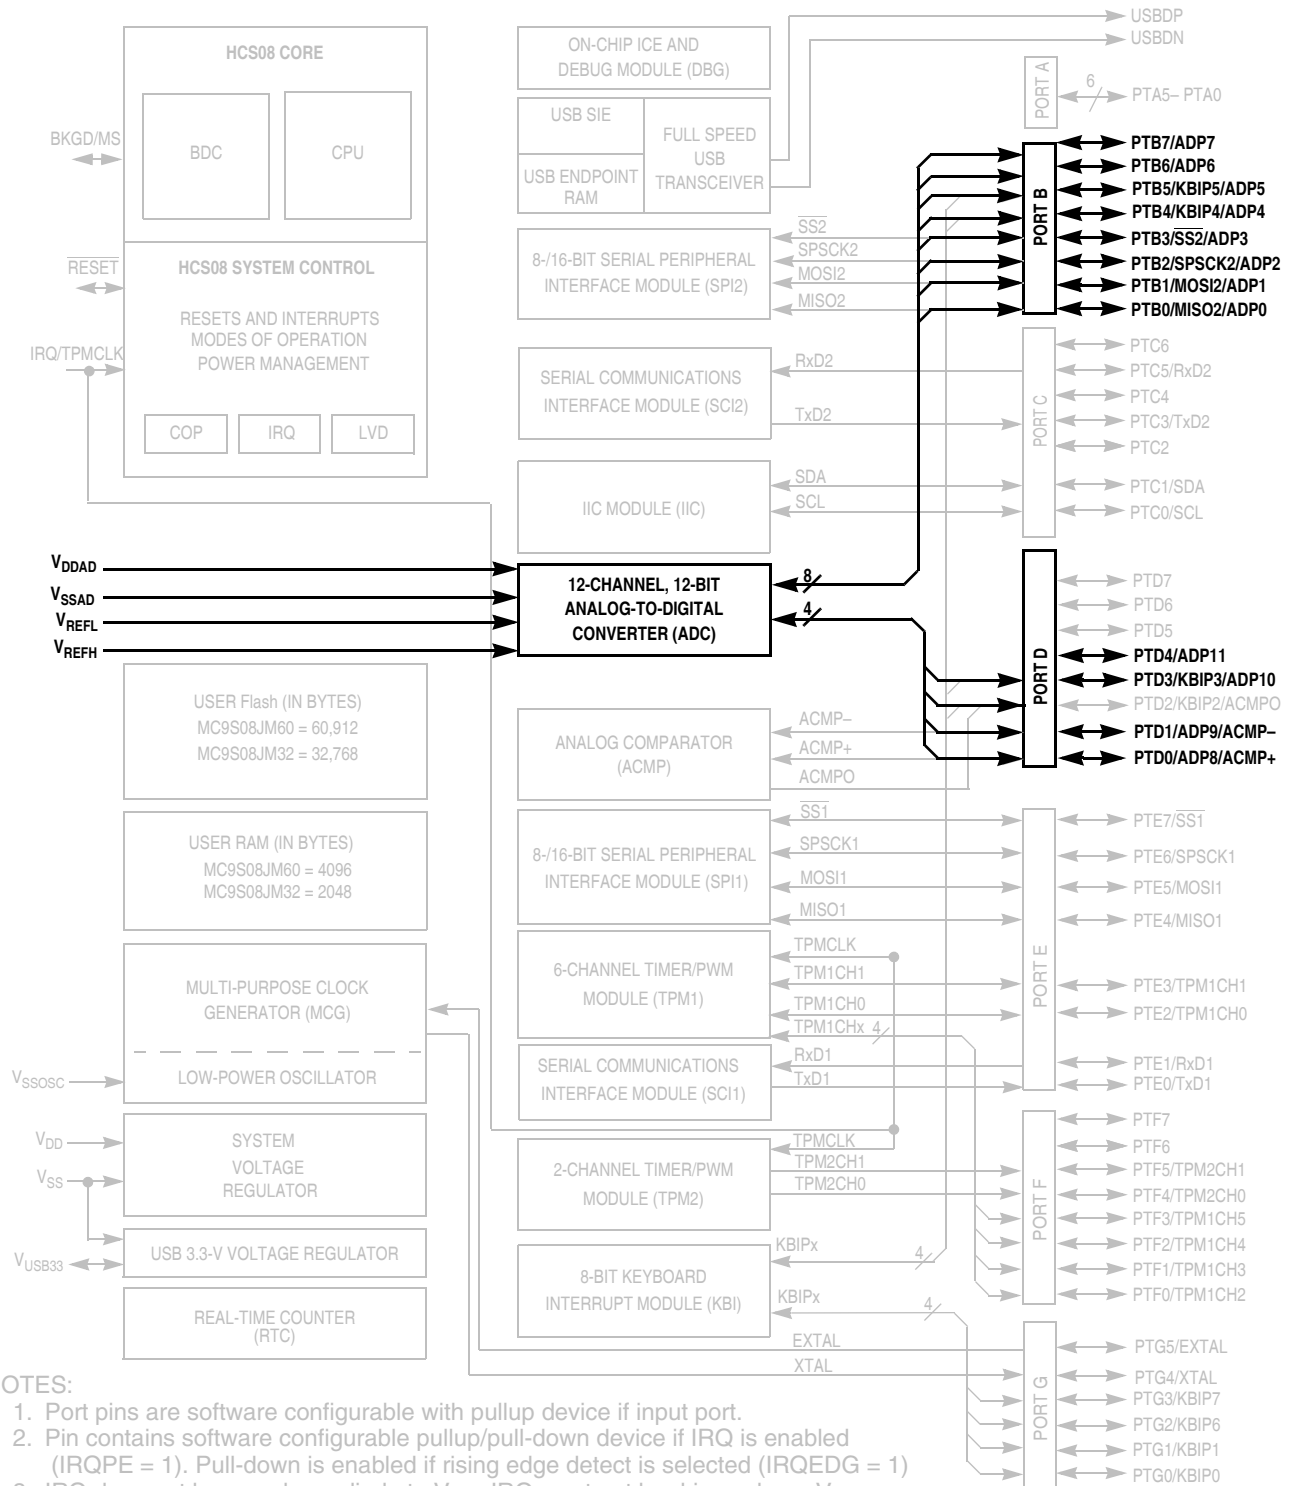 HCS08 CORE
BDC
CPU
BKGD/MS
HCS08 SYSTEM CONTROL
RESET
RESETS AND INTERRUPTS
MODES OF OPERATION
POWER MANAGEMENT
IRQ/TPMCLK
COP
IRQ
LVD
VDDAD
VSSAD
VREFL
VREFH
USER Flash (IN BYTES)
MC9S08JM60 = 60,912
MC9S08JM32 = 32,768
USER RAM (IN BYTES)
MC9S08JM60 = 4096
MC9S08JM32 = 2048
MULTI-PURPOSE CLOCK
GENERATOR (MCG)
LOW-POWER OSCILLATOR
VSSOSC
VDD
VSS
SYSTEM
VOLTAGE
REGULATOR
USB 3.3-V VOLTAGE REGULATOR
VUSB33
REAL-TIME COUNTER
(RTC)
ON-CHIP ICE AND
DEBUG MODULE (DBG)
USB SIE
USB ENDPOINT
RAM
FULL SPEED
USB
TRANSCEIVER
8-/16-BIT SERIAL PERIPHERAL
INTERFACE MODULE (SPI2)
SS2
SPSCK2
MOSI2
MISO2
SERIAL COMMUNICATIONS
INTERFACE MODULE (SCI2)
RxD2
TxD2
IIC MODULE (IIC)
SDA
SCL
12-CHANNEL, 12-BIT
ANALOG-TO-DIGITAL
CONVERTER (ADC)
8
4
ANALOG COMPARATOR
(ACMP)
ACMP–
ACMP+
ACMPO
8-/16-BIT SERIAL PERIPHERAL
INTERFACE MODULE (SPI1)
SS1
SPSCK1
MOSI1
MISO1
6-CHANNEL TIMER/PWM
MODULE (TPM1)
TPMCLK
TPM1CH1
TPM1CH0
TPM1CHx
4
SERIAL COMMUNICATIONS
INTERFACE MODULE (SCI1)
RxD1
TxD1
2-CHANNEL TIMER/PWM
MODULE (TPM2)
TPMCLK
TPM2CH1
TPM2CH0
8-BIT KEYBOARD
INTERRUPT MODULE (KBI)
KBIPx
4
KBIPx
4
EXTAL
XTAL
USBDP
USBDN
PORT A
6
PTA5– PTA0
PORT B
PTB7/ADP7
PTB6/ADP6
PTB5/KBIP5/ADP5
PTB4/KBIP4/ADP4
PTB3/SS2/ADP3
PTB2/SPSCK2/ADP2
PTB1/MOSI2/ADP1
PTB0/MISO2/ADP0
PORT C
PTC6
PTC5/RxD2
PTC4
PTC3/TxD2
PTC2
PTC1/SDA
PTC0/SCL
PORT D
PTD7
PTD6
PTD5
PTD4/ADP11
PTD3/KBIP3/ADP10
PTD2/KBIP2/ACMPO
PTD1/ADP9/ACMP–
PTD0/ADP8/ACMP+
PORT E
PTE7/SS1
PTE6/SPSCK1
PTE5/MOSI1
PTE4/MISO1
PTE3/TPM1CH1
PTE2/TPM1CH0
PTE1/RxD1
PTE0/TxD1
PORT F
PTF7
PTF6
PTF5/TPM2CH1
PTF4/TPM2CH0
PTF3/TPM1CH5
PTF2/TPM1CH4
PTF1/TPM1CH3
PTF0/TPM1CH2
PORT G
PTG5/EXTAL
PTG4/XTAL
PTG3/KBIP7
PTG2/KBIP6
PTG1/KBIP1
PTG0/KBIP0
OTES:
1. Port pins are software configurable with pullup device if input port.
2. Pin contains software configurable pullup/pull-down device if IRQ is enabled
(IRQPE = 1). Pull-down is enabled if rising edge detect is selected (IRQEDG = 1)